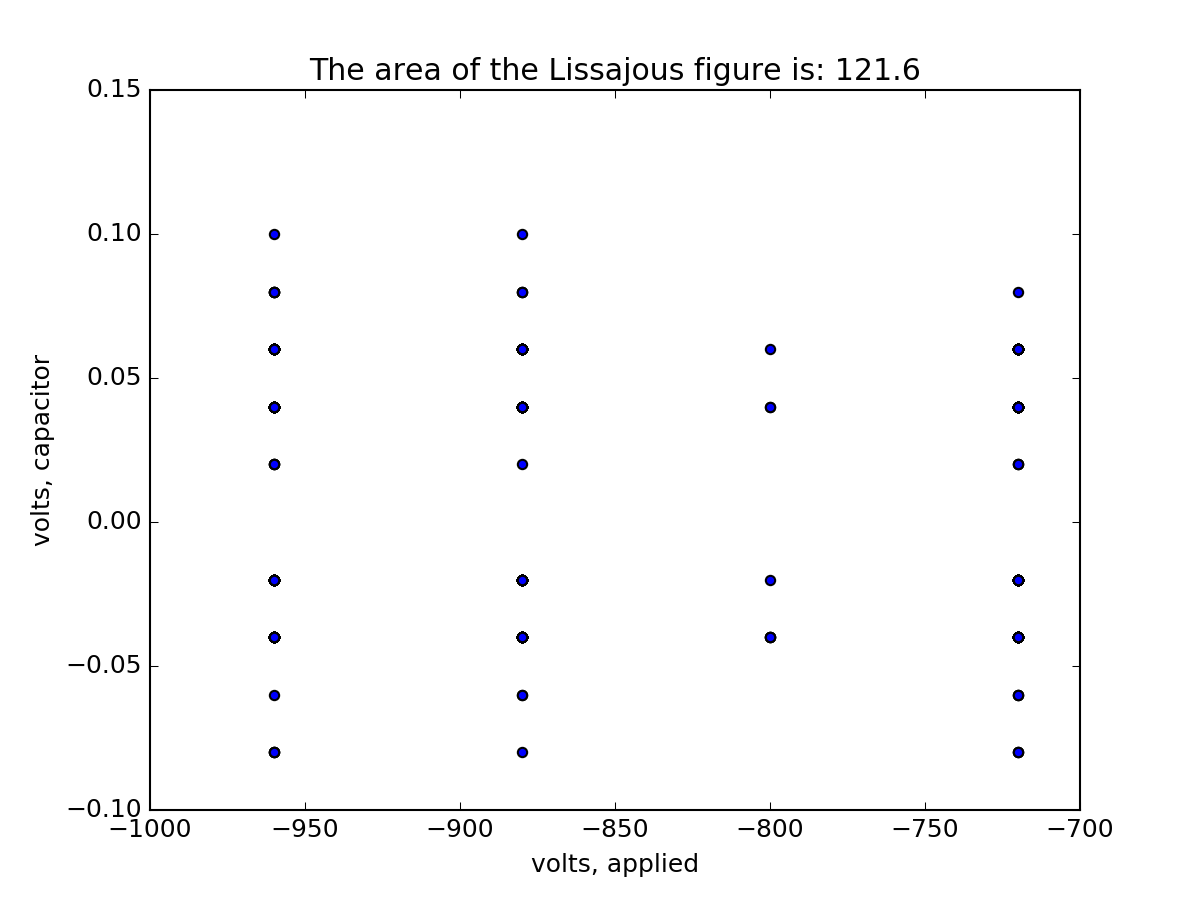 The area of the Lissajous figure is: 121.6
0.15
0.10
0.05
0.00
−0.05
−0.10
volts, capacitor
−1000 −950 −900 −850 −800 −750 −700
volts, applied